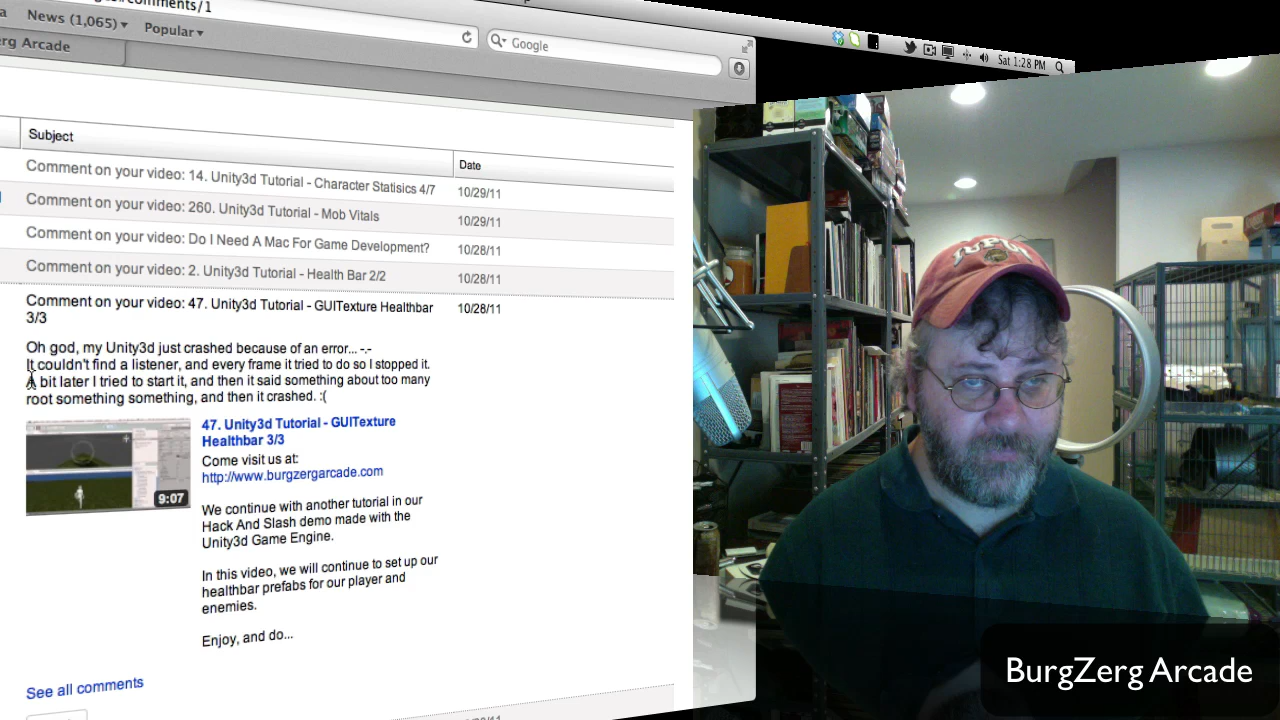 comments/1
News (1,065)
Popular
Google
Sat 1:28 PM
rg Arcade
Subject
Date
Comment on your video: 14. Unity3d Tutorial - Character Statisics 4/7
10/29/11
Comment on your video: 260. Unity3d Tutorial - Mob Vitals
10/29/11
Comment on your video: Do I Need A Mac For Game Development?
10/28/11
Comment on your video: 2. Unity3d Tutorial - Health Bar 2/2
10/28/11
Comment on your video: 47. Unity3d Tutorial - GUITexture Healthbar
3/3
10/28/11
Oh god, my Unity3d just crashed because of an error... -.-
It couldn't find a listener, and every frame it tried to do so I stopped it.
A bit later I tried to start it, and then it said something about too many
root something something, and then it crashed. :(
9:07
47. Unity3d Tutorial - GUITexture
Healthbar 3/3
Come visit us at:
http://www.burgzergarcade.com
We continue with another tutorial in our
Hack And Slash demo made with the
Unity3d Game Engine.
In this video, we will continue to set up our
healthbar prefabs for our player and
enemies.
Enjoy, and do...
See all comments
IUPUI
BurgZerg Arcade